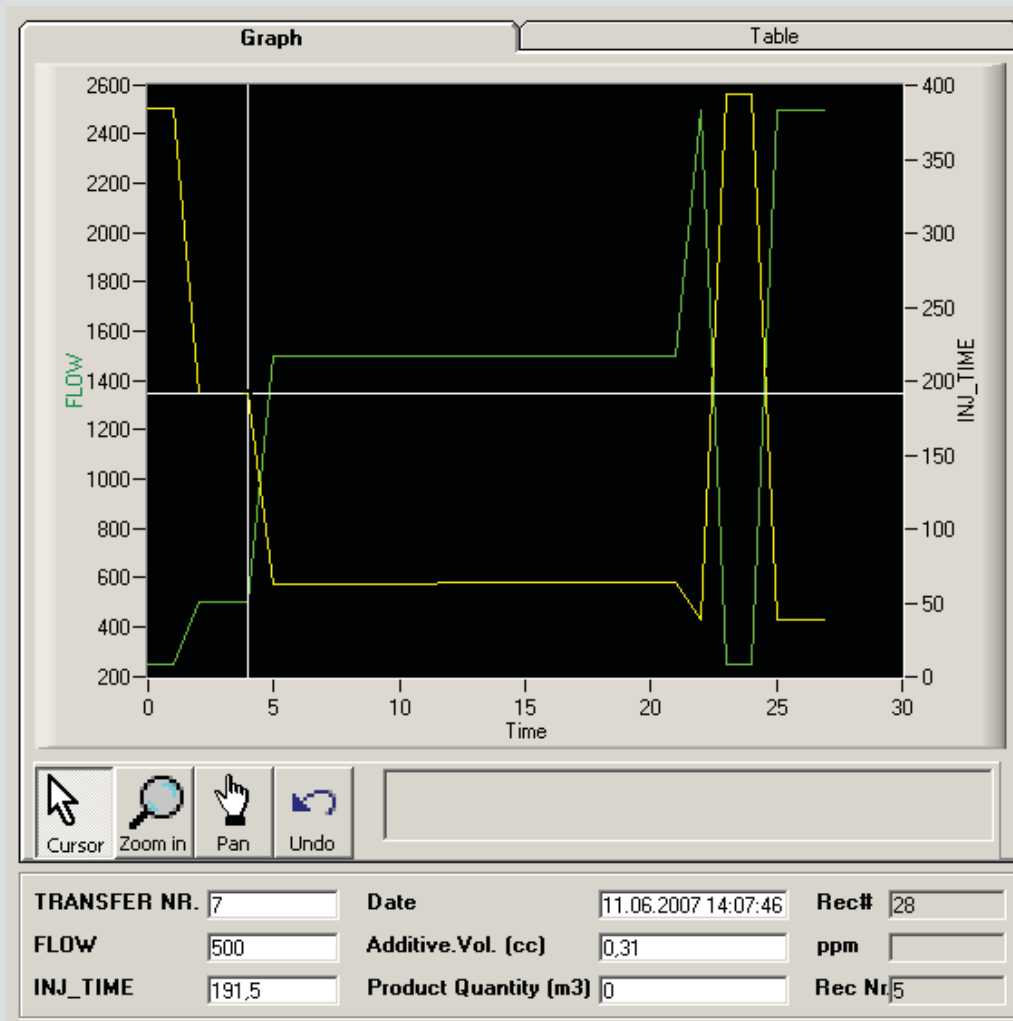 Graph Table
2600 400
2400 350
2200
2000 300
1800 250
1600
1400 200
1200 150
1000
800 100
600 50
400
200 0
FLOW
INJ_TIME
0 5 10 15 20 25 30
Time
Cursor Zoom in Pan Undo
TRANSFER NR. 7 Date 11.06.2007 14:07:46 Rec# 28
FLOW 500 Additive.Vol. (cc) 0,31 ppm
INJ_TIME 191,5 Product Quantity (m3) 0 Rec Nr. 5